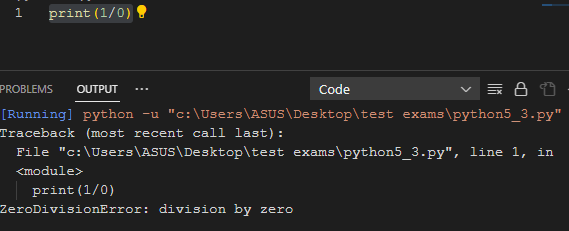 1 print(1/0)
PROBLEMS OUTPUT ... Code
[Running] python -u "c:\Users\ASUS\Desktop\test exams\python5_3.py"
Traceback (most recent call last):
  File "c:\Users\ASUS\Desktop\test exams\python5_3.py", line 1, in
  <module>
    print(1/0)
ZeroDivisionError: division by zero